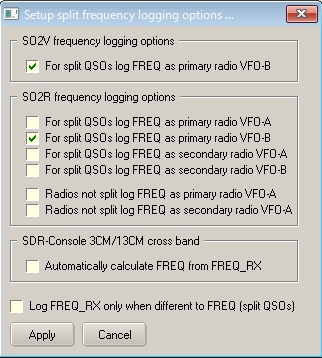 Setup split frequency logging options ...
SO2V frequency logging options
For split QSOs log FREQ as primary radio VFO-B
SO2R frequency logging options
For split QSOs log FREQ as primary radio VFO-A
For split QSOs log FREQ as primary radio VFO-B
For split QSOs log FREQ as secondary radio VFO-A
For split QSOs log FREQ as secondary radio VFO-B
Radios not split log FREQ as primary radio VFO-A
Radios not split log FREQ as secondary radio VFO-A
SDR-Console 3CM/13CM cross band
Automatically calculate FREQ from FREQ_RX
Log FREQ_RX only when different to FREQ (split QSOs)
Apply Cancel